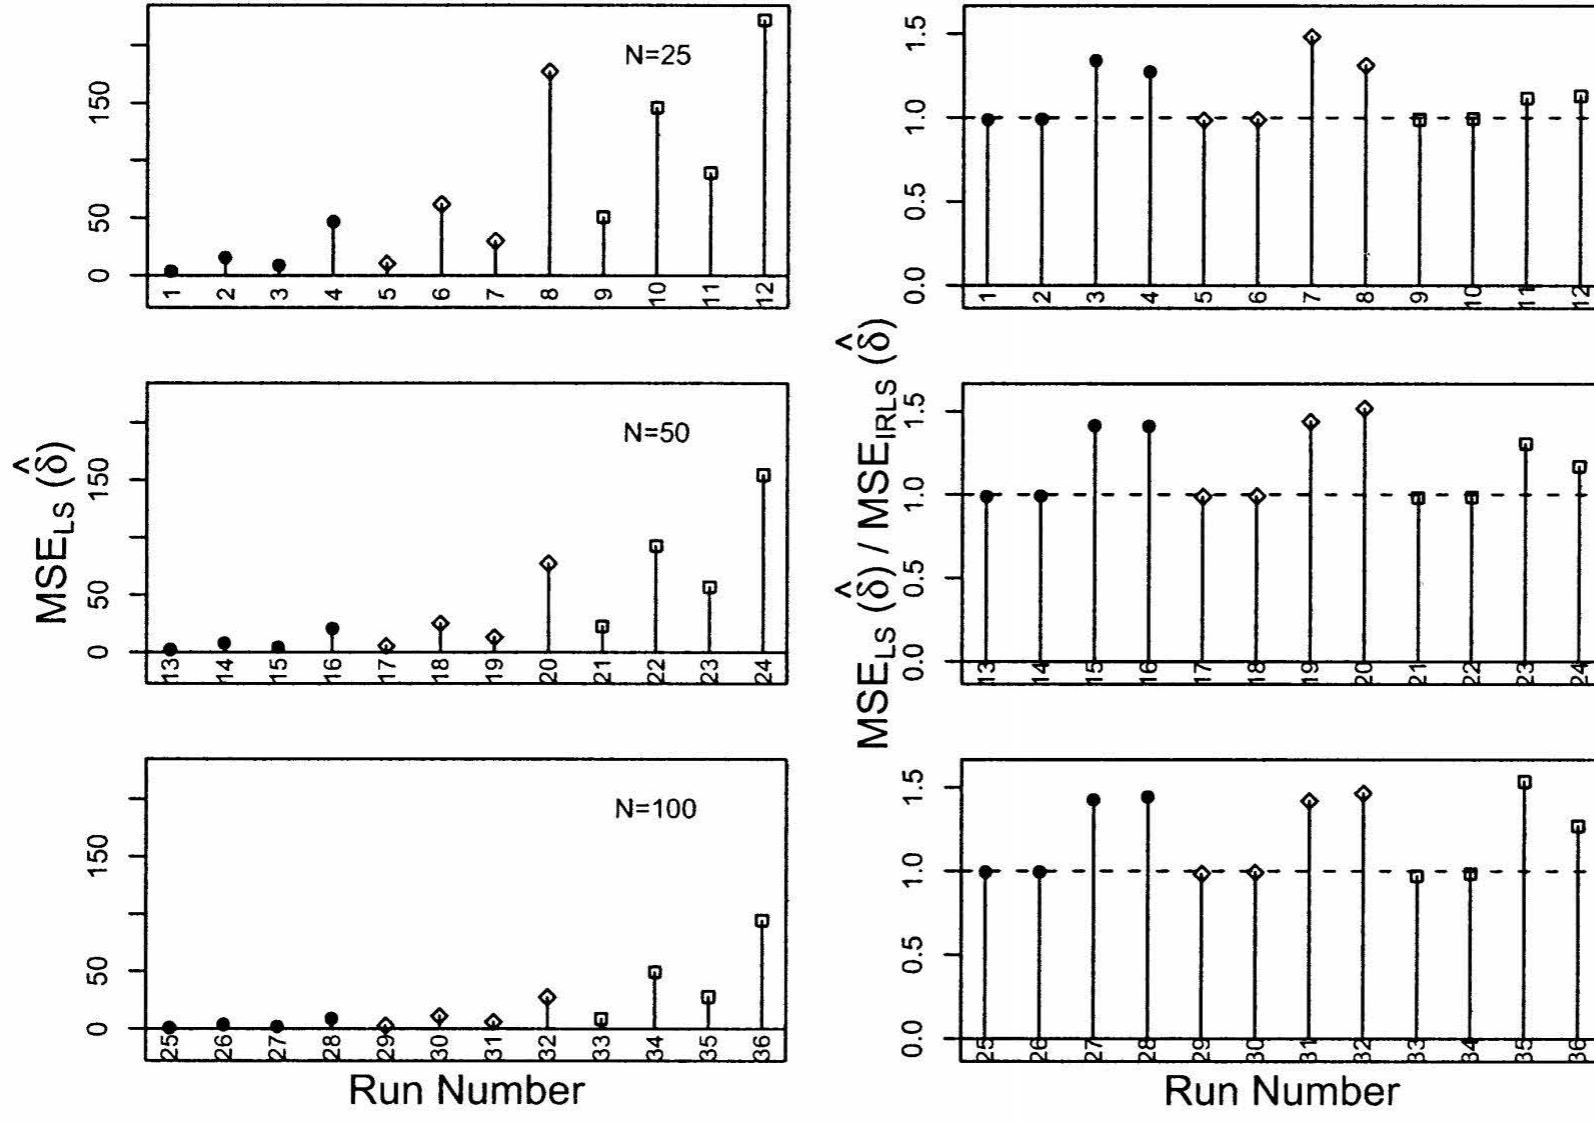 MSE_LS (δ̂)
N=25
0 50 150
1 2 3 4 5 6 7 8 9 10 11 12
N=50
0 50 150
13 14 15 16 17 18 19 20 21 22 23 24
N=100
0 50 150
25 26 27 28 29 30 31 32 33 34 35 36
Run Number
MSE_LS (δ̂) / MSE_IRLS (δ̂)
0.0 0.5 1.0 1.5
1 2 3 4 5 6 7 8 9 10 11 12
0.0 0.5 1.0 1.5
13 14 15 16 17 18 19 20 21 22 23 24
0.0 0.5 1.0 1.5
25 26 27 28 29 30 31 32 33 34 35 36
Run Number